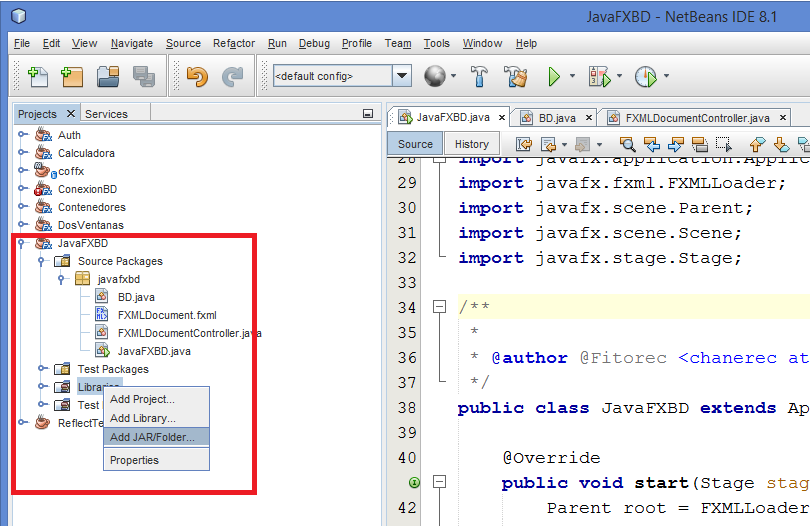 JavaFXBD - NetBeans IDE 8.1
File Edit View Navigate Source Refactor Run Debug Profile Team Tools Window Help
<default config>
Projects Services
Auth
Calculadora
coffx
ConexionBD
Contenedores
DosVentanas
JavaFXBD
Source Packages
javafxbd
BD.java
FXMLDocument.fxml
FXMLDocumentController.java
JavaFXBD.java
Test Packages
Libraries
Test
ReflectTe
Add Project...
Add Library...
Add JAR/Folder...
Properties
JavaFXBD.java BD.java FXMLDocumentController.java
Source History
28 import javafx.application.Applic
29 import javafx.fxml.FXMLLoader;
30 import javafx.scene.Parent;
31 import javafx.scene.Scene;
32 import javafx.stage.Stage;
33
34 /**
35 *
36 * @author @Fitorec <chanerec at
37 */
38 public class JavaFXBD extends Ap
39
40 @Override
public void start(Stage stag
42 Parent root = FXMLLoader